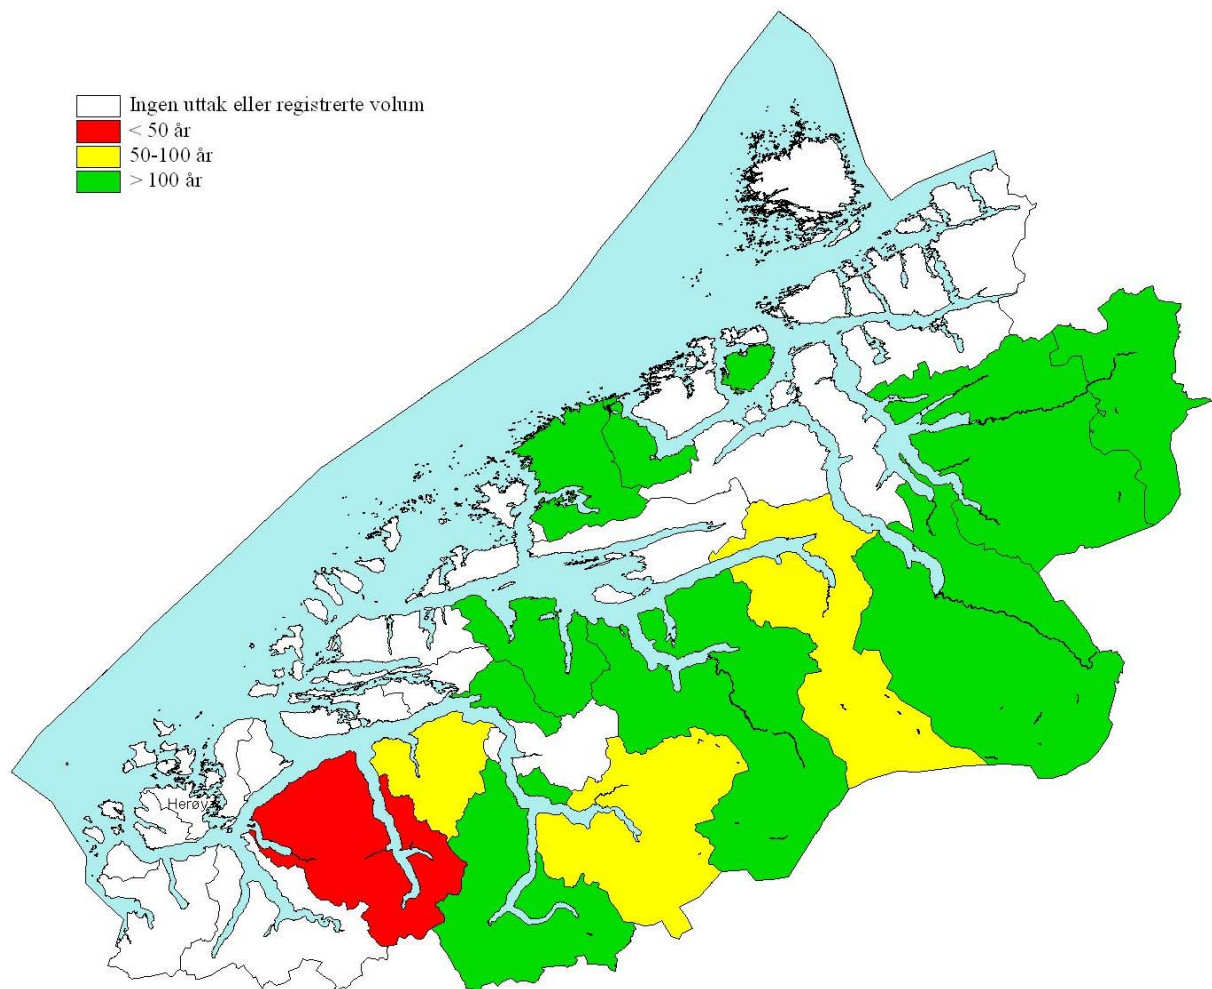 Ingen uttak eller registrerte volum
< 50 år
50-100 år
> 100 år
Herøy